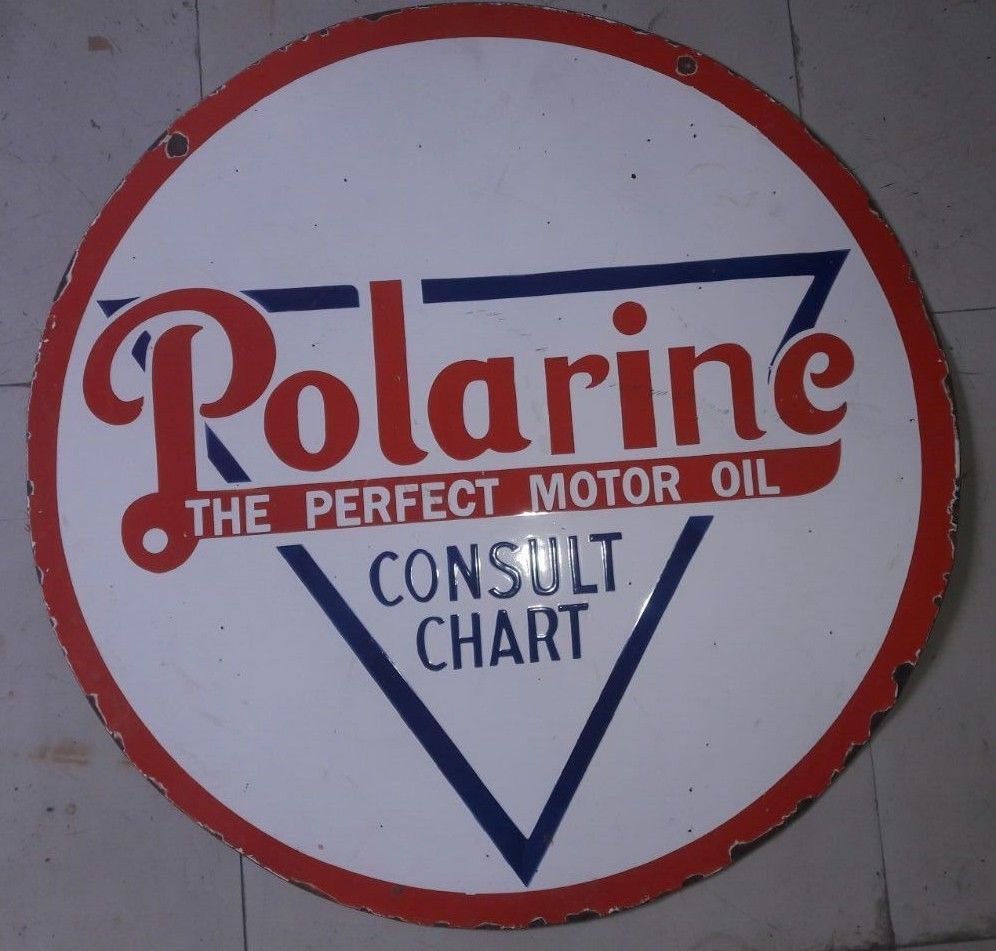 Polarine
THE PERFECT MOTOR OIL
CONSULT
CHART